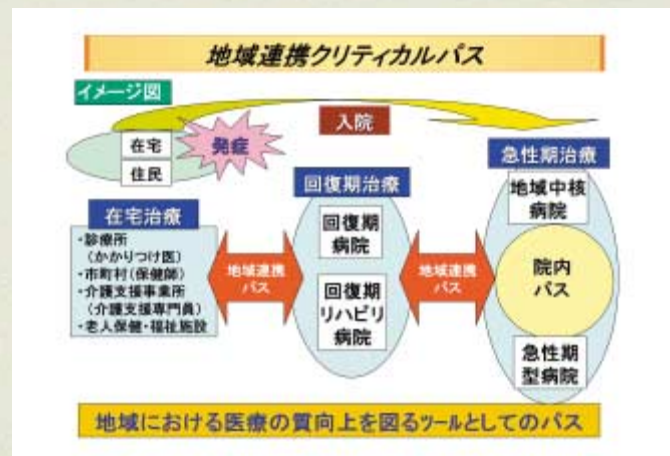 地域連携クリティカルパス
イメージ図
入院
在宅
住民
発症
急性期治療
地域中核
病院
院内
パス
急性期
型病院
回復期治療
回復期
病院
回復期
リハビリ
病院
地域連携
パス
地域連携
パス
在宅治療
・診療所
(かかりつけ医)
・市町村(保健師)
・介護支援事業所
(介護支援専門員)
・老人保健・福祉施設
地域における医療の質向上を図るツールとしてのパス